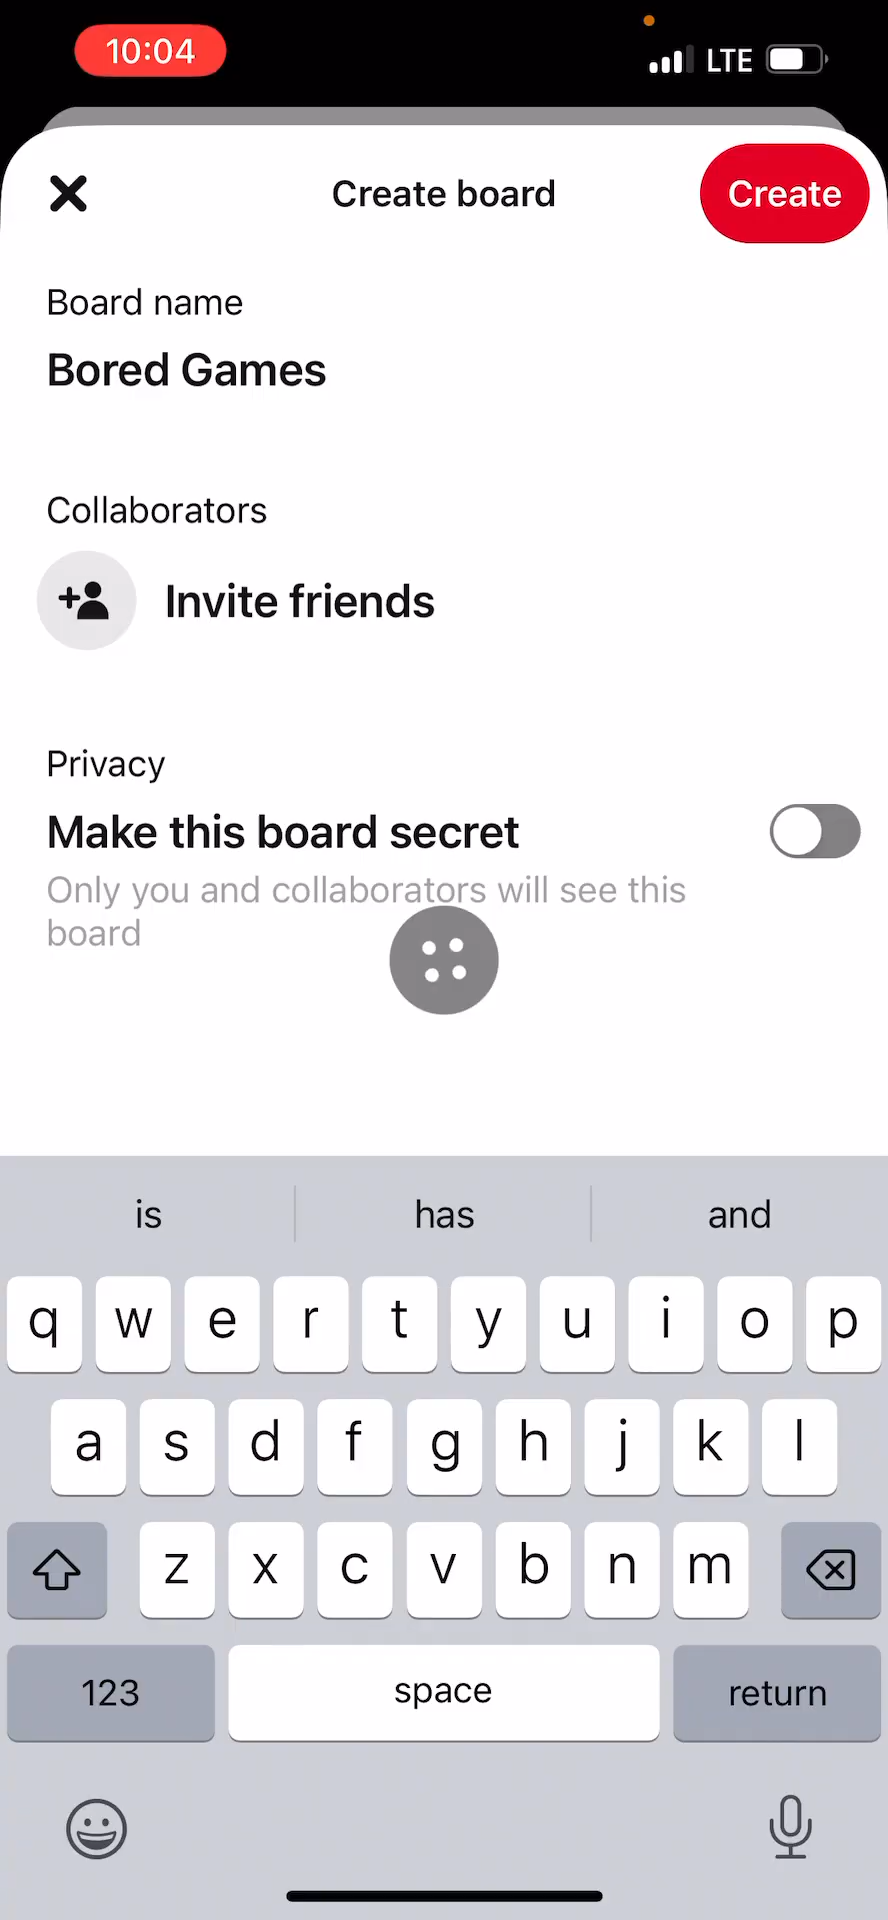 10:04
LTE
Create board
Create
Board name
Bored Games
Collaborators
Invite friends
Privacy
Make this board secret
Only you and collaborators will see this
board
is has and
q w e r t y u i o p
a s d f g h j k l
z x c v b n m
123 space return